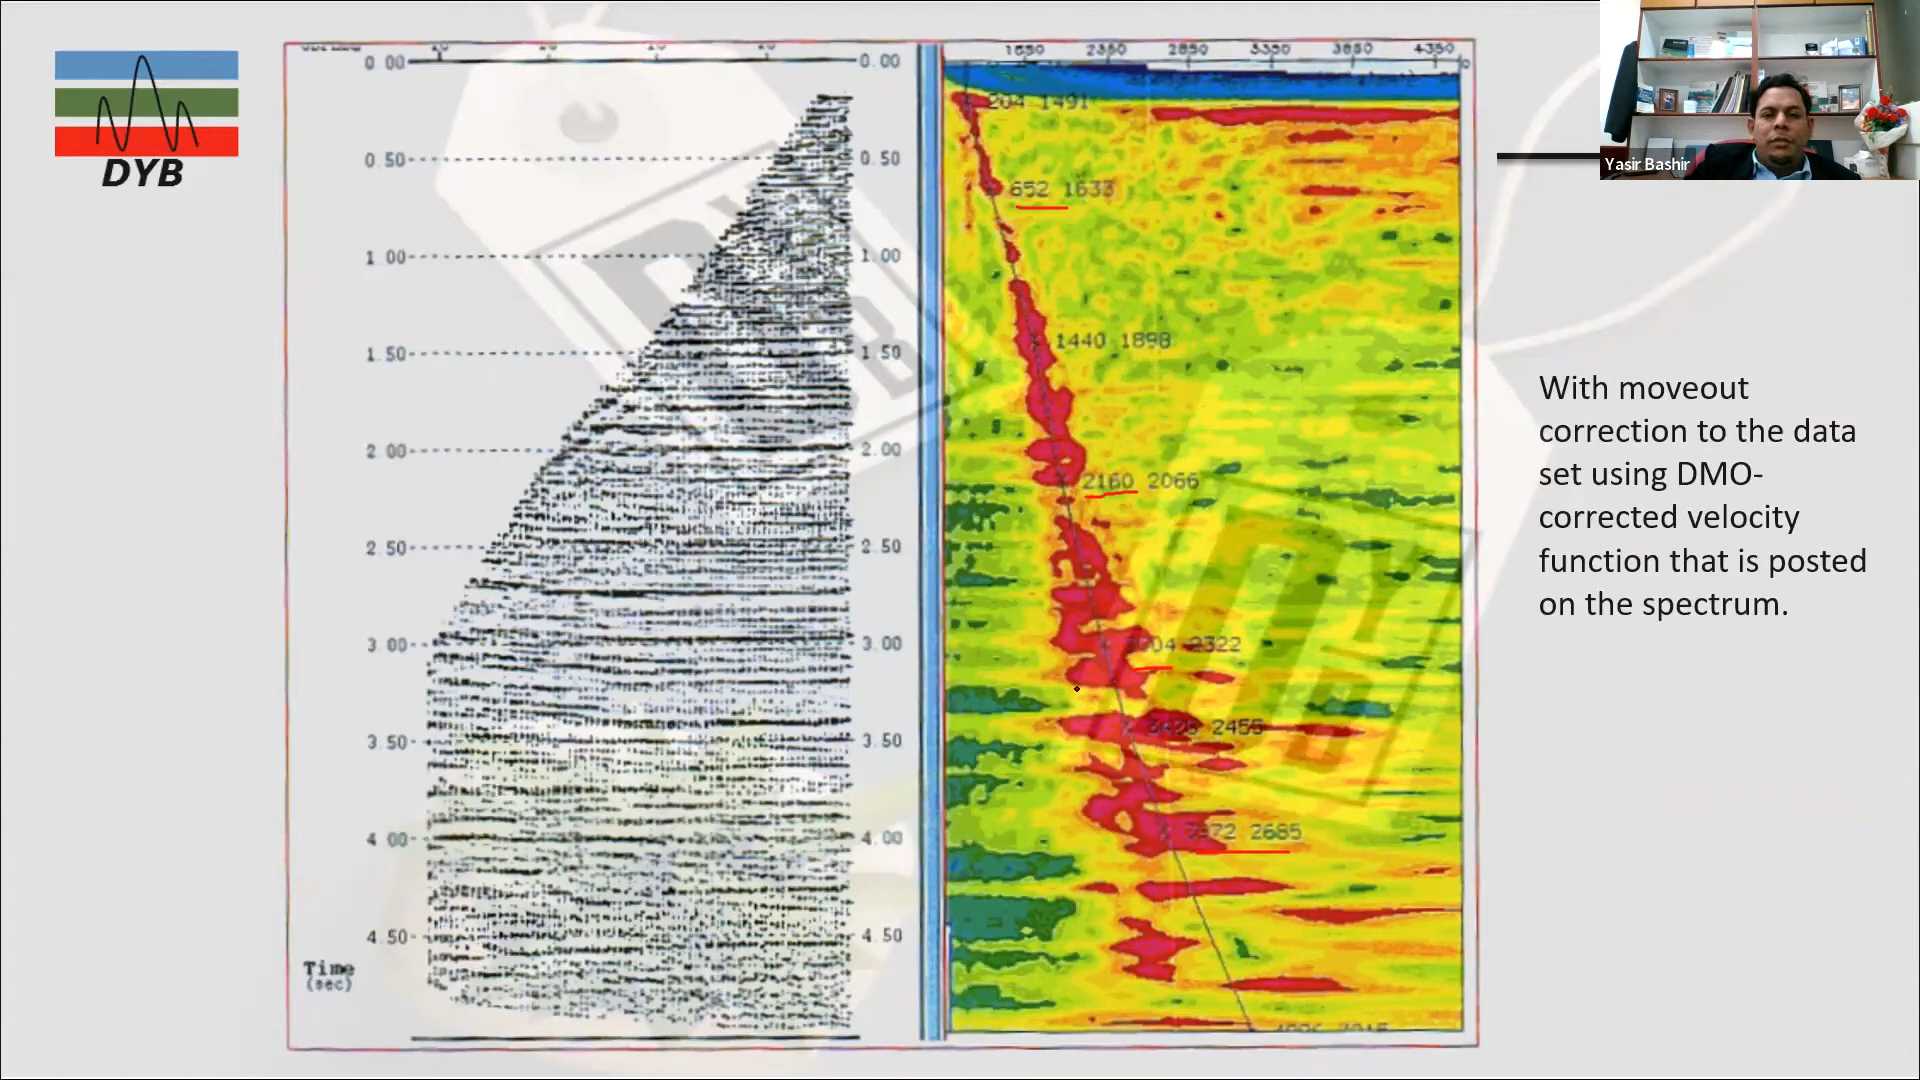 DYB
Yasir Bashir
1850 2350 2850 3350 3850 4350
0 00 0.00
204 1491
0.50 0.50
652 1633
1 00 1.00
1440 1898
1.50 1 50
2 00 2 00
2160 2066
2 50 2.50
3 00 3.00
2322
3.50 3.50
2455
4 00 4.00
2685
4.50 4 50
Time
(sec)
With moveout
correction to the data
set using DMO-
corrected velocity
function that is posted
on the spectrum.